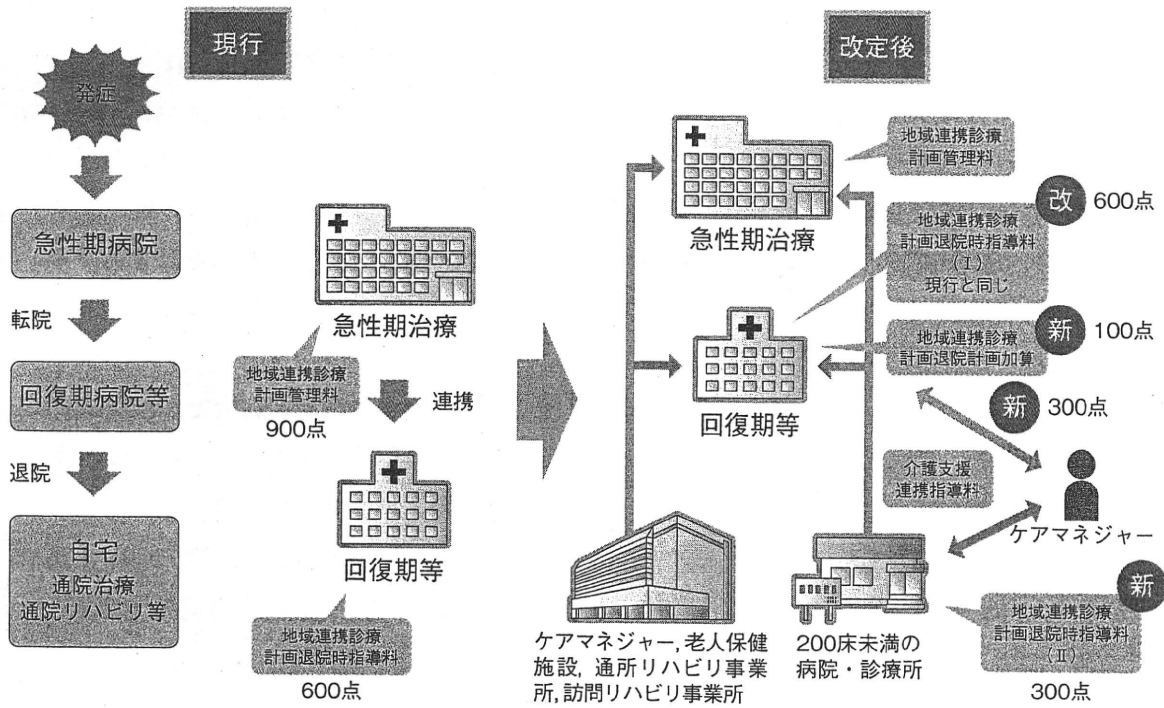 現行
発症
急性期病院
転院
回復期病院等
退院
自宅
通院治療
通院リハビリ等
急性期治療
地域連携診療
計画管理料
900点
連携
回復期等
地域連携診療
計画退院時指導料
600点
改定後
急性期治療
地域連携診療
計画管理料
改
600点
地域連携診療
計画退院時指導料
(Ⅰ)
現行と同じ
回復期等
新
100点
地域連携診療
計画退院計画加算
新
300点
介護支援
連携指導料
ケアマネジャー
ケアマネジャー,老人保健
施設,通所リハビリ事業
所,訪問リハビリ事業所
200床未満の
病院・診療所
新
地域連携診療
計画退院時指導料
(Ⅱ)
300点